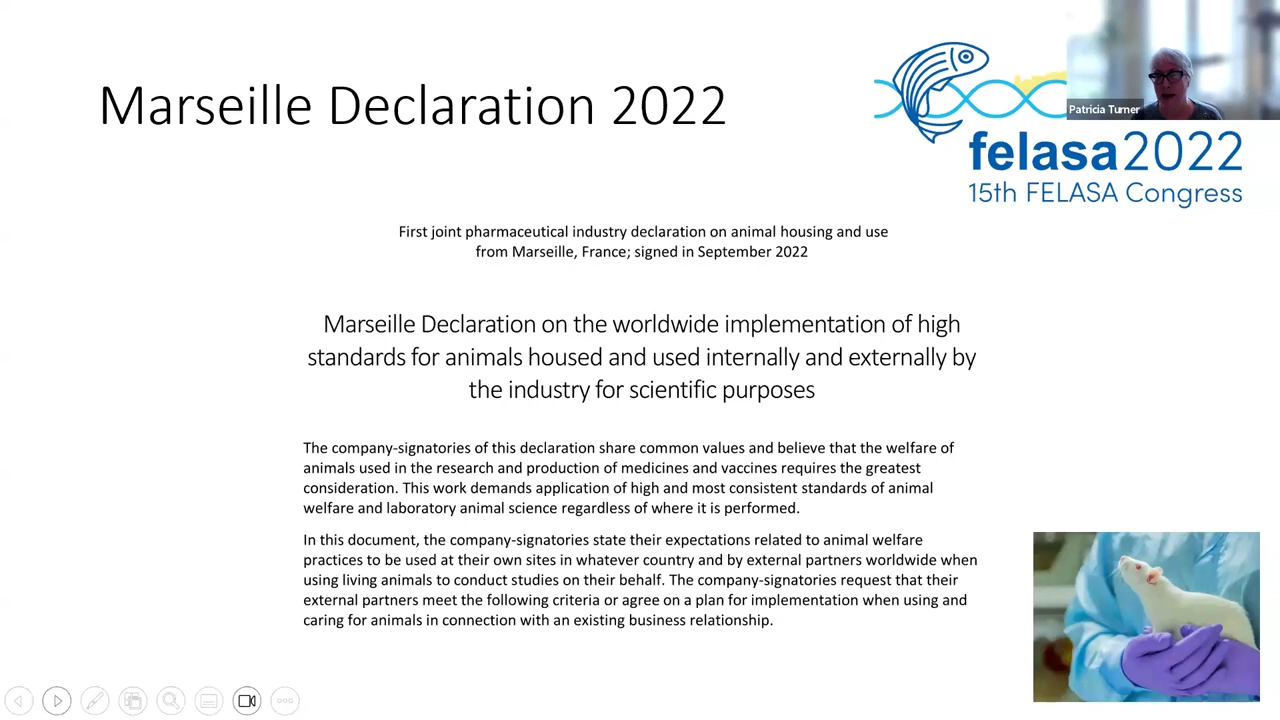 Marseille Declaration 2022
Patricia Turner
felasa2022
15th FELASA Congress
First joint pharmaceutical industry declaration on animal housing and use
from Marseille, France; signed in September 2022
Marseille Declaration on the worldwide implementation of high
standards for animals housed and used internally and externally by
the industry for scientific purposes
The company-signatories of this declaration share common values and believe that the welfare of
animals used in the research and production of medicines and vaccines requires the greatest
consideration. This work demands application of high and most consistent standards of animal
welfare and laboratory animal science regardless of where it is performed.
In this document, the company-signatories state their expectations related to animal welfare
practices to be used at their own sites in whatever country and by external partners worldwide when
using living animals to conduct studies on their behalf. The company-signatories request that their
external partners meet the following criteria or agree on a plan for implementation when using and
caring for animals in connection with an existing business relationship.